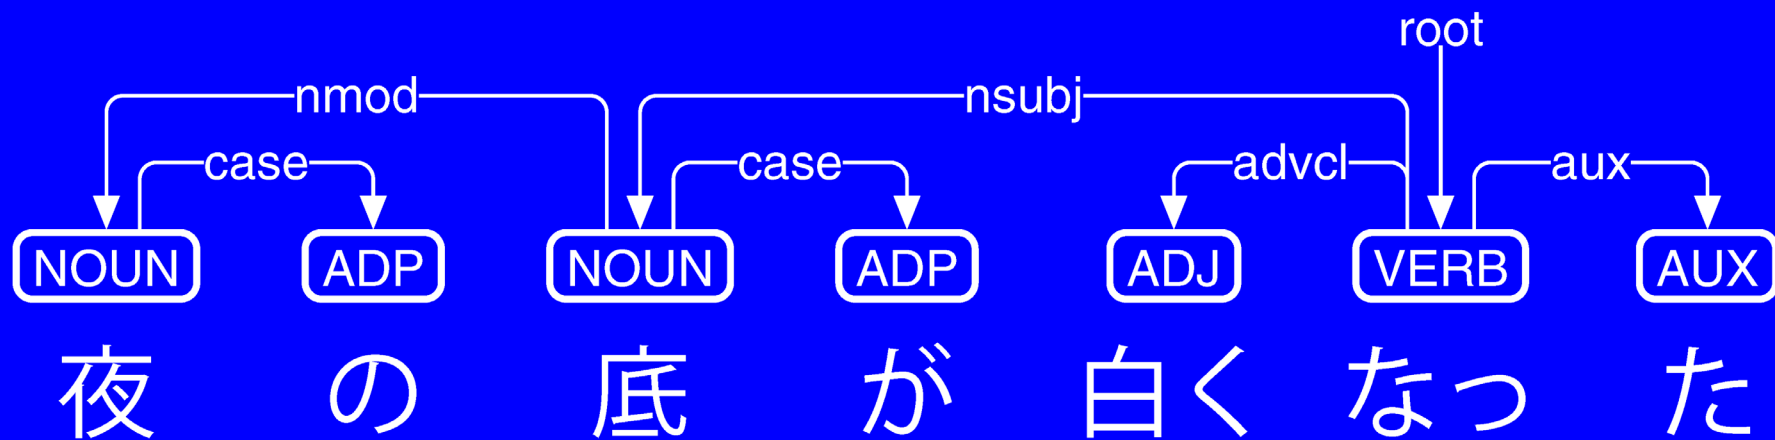 root
nmod nsubj
case case advcl aux
NOUN ADP NOUN ADP ADJ VERB AUX
夜 の 底 が 白く なっ た